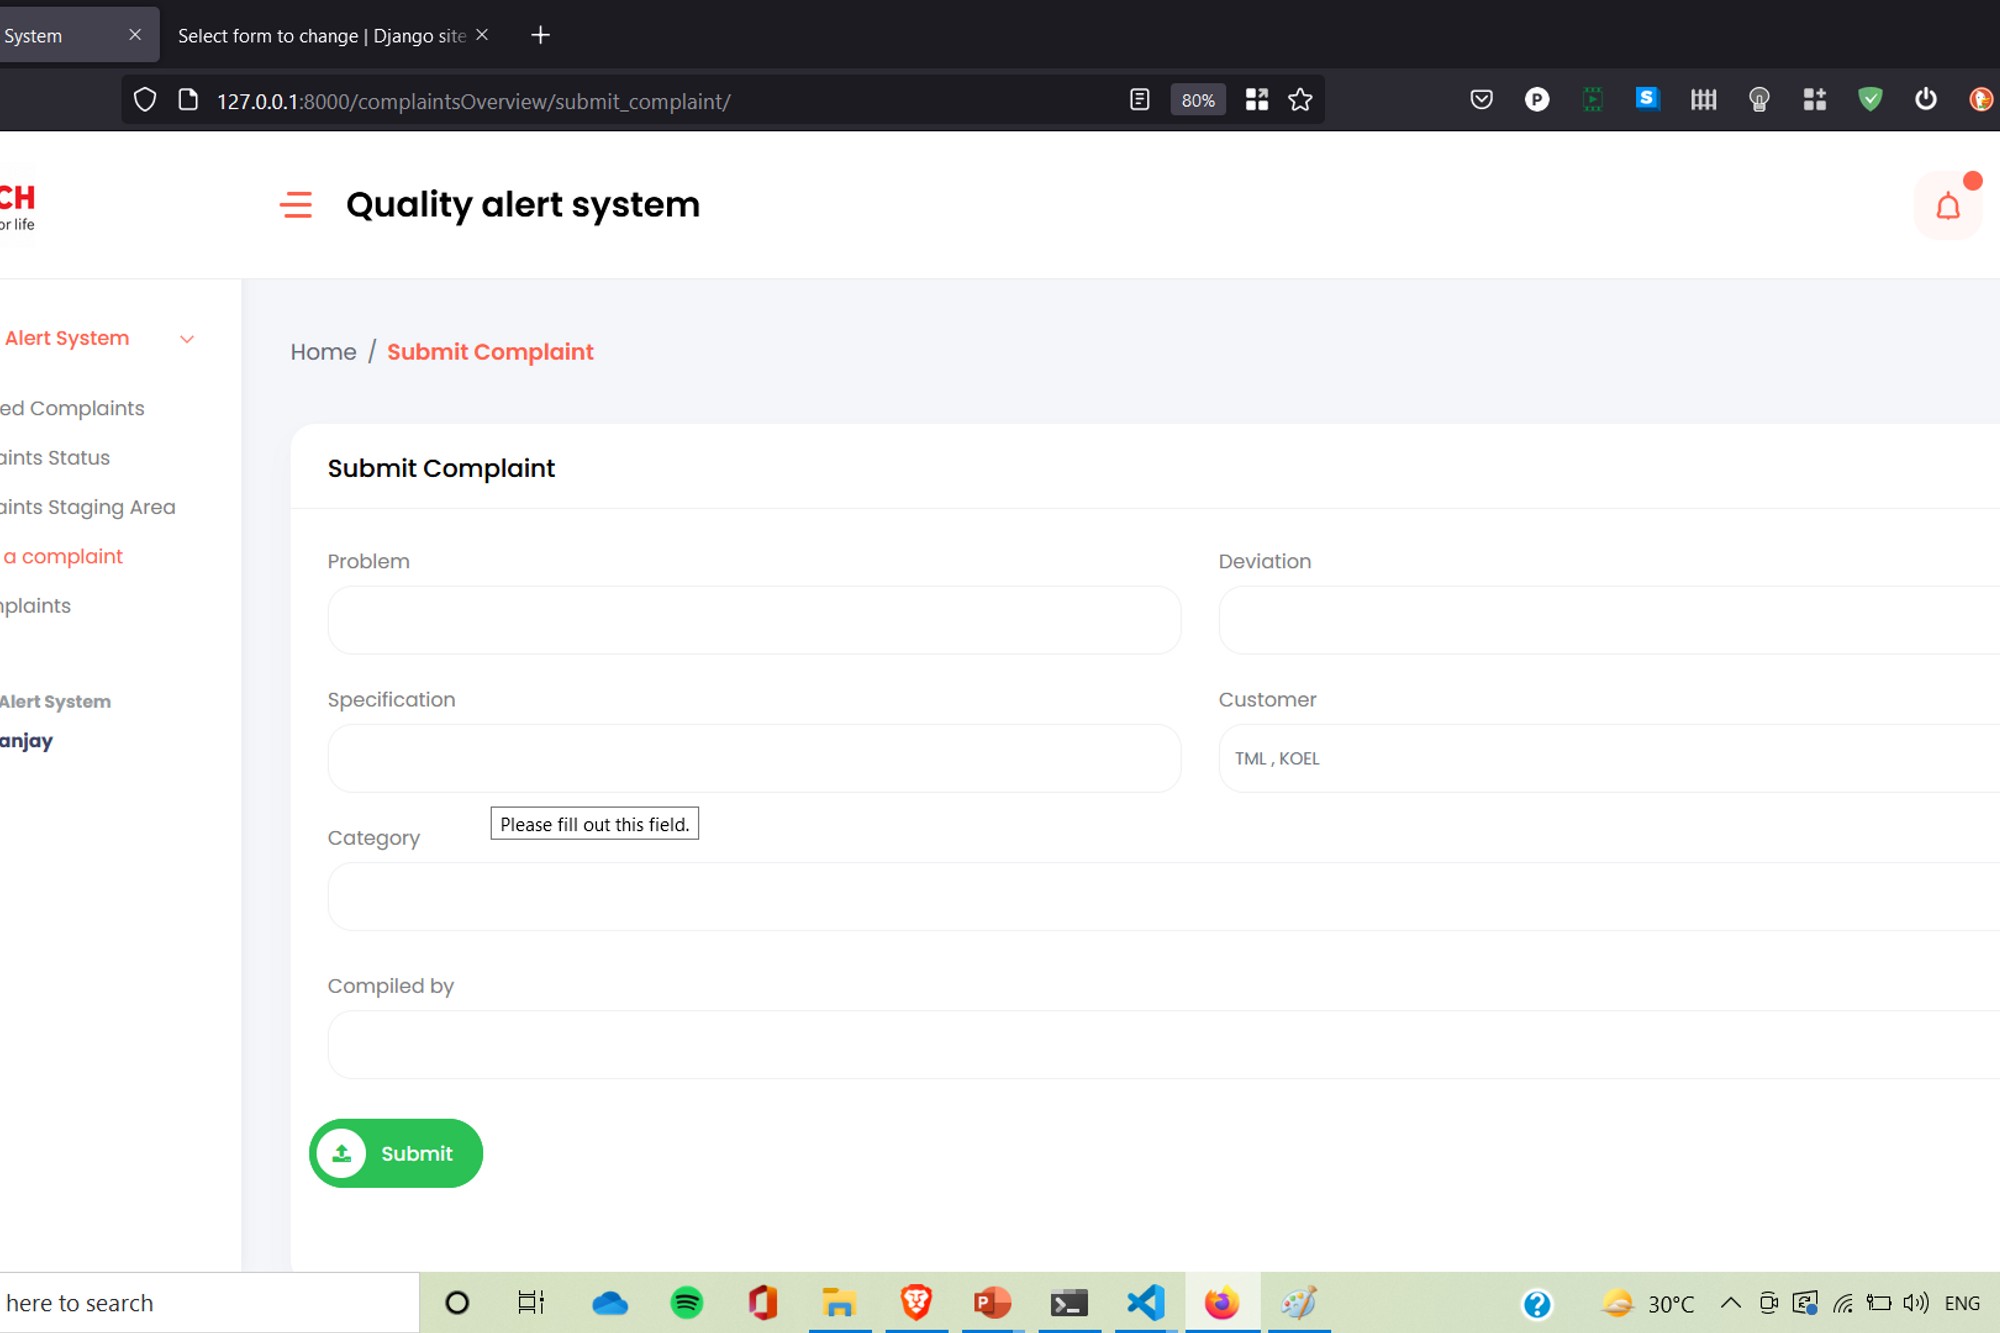 System
Select form to change | Django site
127.0.0.1:8000/complaintsOverview/submit_complaint/
80%
P
S
CH
or life
Quality alert system
Alert System
ed Complaints
aints Status
aints Staging Area
a complaint
nplaints
Alert System
anjay
Home / Submit Complaint
Submit Complaint
Problem
Deviation
Specification
Customer
TML , KOEL
Please fill out this field.
Category
Compiled by
Submit
here to search
30°C
ENG